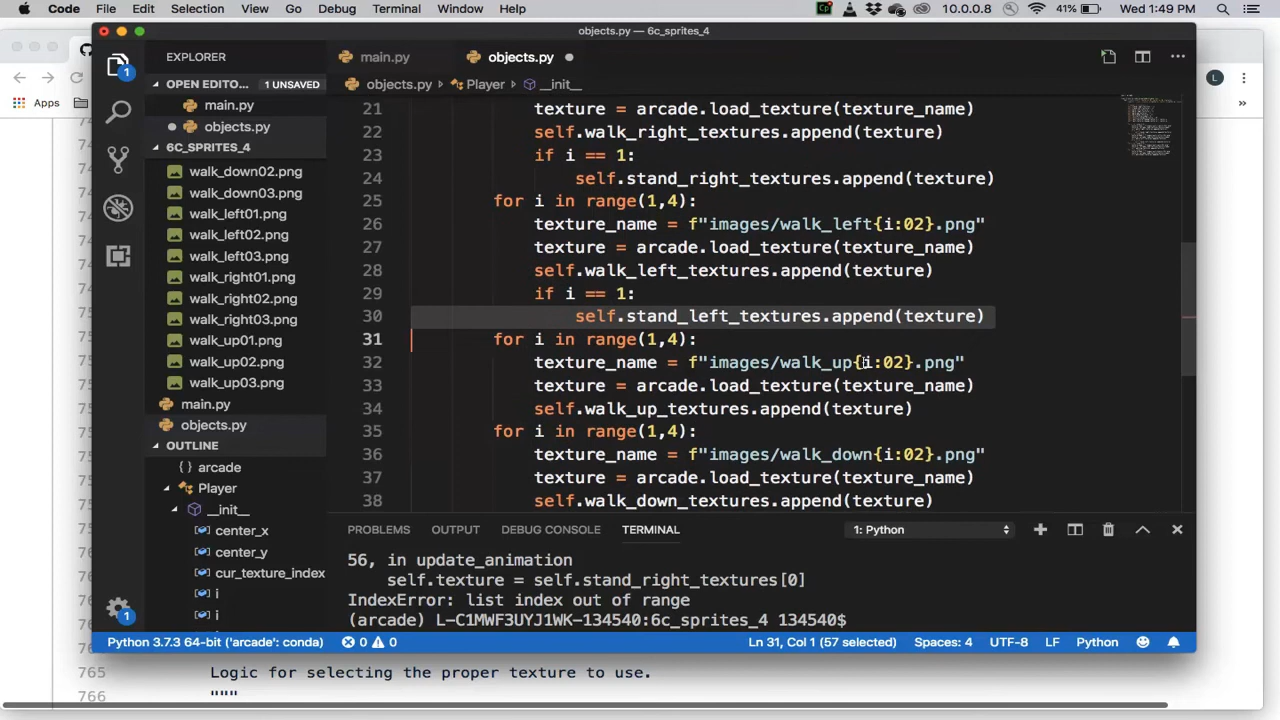 Code File Edit Selection View Go Debug Terminal Window Help 10.0.0.8 41% Wed 1:49 PM
objects.py — 6c_sprites_4
EXPLORER
main.py
objects.py
OPEN EDITO... 1 UNSAVED
main.py
objects.py
6C_SPRITES_4
walk_down02.png
walk_down03.png
walk_left01.png
walk_left02.png
walk_left03.png
walk_right01.png
walk_right02.png
walk_right03.png
walk_up01.png
walk_up02.png
walk_up03.png
main.py
objects.py
OUTLINE
{ } arcade
Player
__init__
center_x
center_y
cur_texture_index
i
i
objects.py Player __init__
21 texture = arcade.load_texture(texture_name)
22 self.walk_right_textures.append(texture)
23 if i == 1:
24 self.stand_right_textures.append(texture)
25 for i in range(1,4):
26 texture_name = f"images/walk_left{i:02}.png"
27 texture = arcade.load_texture(texture_name)
28 self.walk_left_textures.append(texture)
29 if i == 1:
30 self.stand_left_textures.append(texture)
31 for i in range(1,4):
32 texture_name = f"images/walk_up{i:02}.png"
33 texture = arcade.load_texture(texture_name)
34 self.walk_up_textures.append(texture)
35 for i in range(1,4):
36 texture_name = f"images/walk_down{i:02}.png"
37 texture = arcade.load_texture(texture_name)
38 self.walk_down_textures.append(texture)
PROBLEMS OUTPUT DEBUG CONSOLE TERMINAL 1: Python
56, in update_animation
self.texture = self.stand_right_textures[0]
IndexError: list index out of range
(arcade) L-C1MWF3UYJ1WK-134540:6c_sprites_4 134540$
1
1
Python 3.7.3 64-bit ('arcade': conda) 0 0 Ln 31, Col 1 (57 selected) Spaces: 4 UTF-8 LF Python
Apps
L
765 Logic for selecting the proper texture to use.
766 """